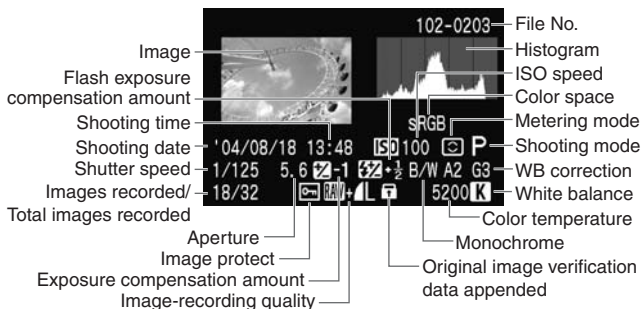 102-0203
File No.
Image
Histogram
Flash exposure
compensation amount
ISO speed
Color space
sRGB
Shooting time
Metering mode
Shooting date
'04/08/18 13:48 ISO 100 P
Shooting mode
Shutter speed
1/125 5.6 -1 +½ B/W A2 G3
WB correction
Images recorded/
Total images recorded
18/32 RAW+L 5200 K
White balance
Color temperature
Aperture
Monochrome
Image protect
Exposure compensation amount
Original image verification
data appended
Image-recording quality